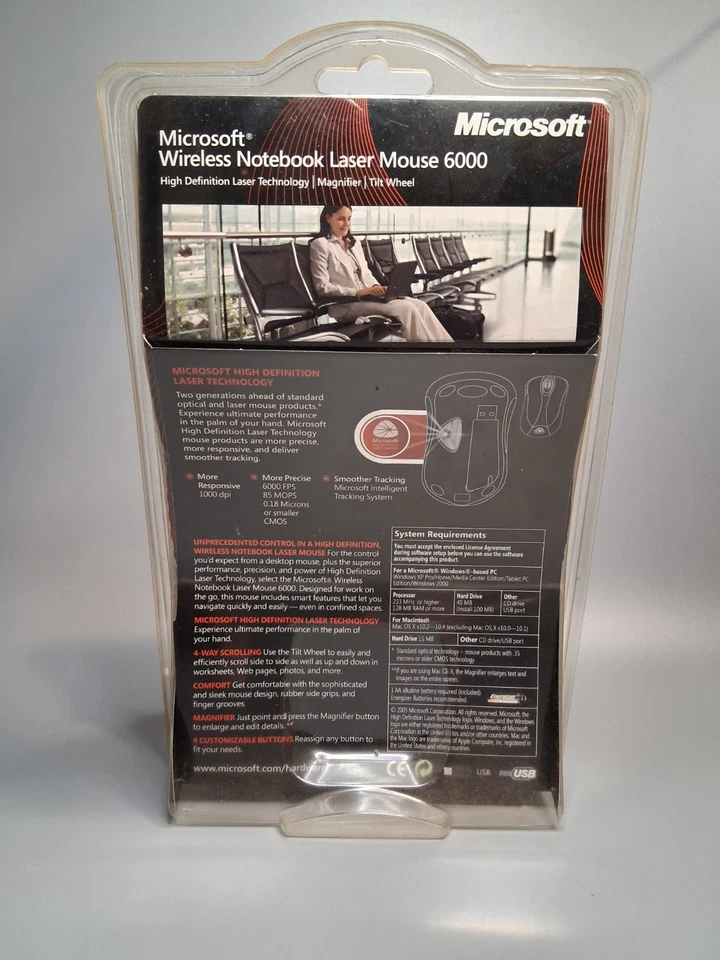 Microsoft®
Microsoft®
Wireless Notebook Laser Mouse 6000
High Definition Laser Technology | Magnifier | Tilt Wheel
MICROSOFT HIGH DEFINITION
LASER TECHNOLOGY
Two generations ahead of standard
optical and laser mouse products.*
Experience ultimate performance
in the palm of your hand. Microsoft
High Definition Laser Technology
mouse products are more precise,
more responsive, and deliver
smoother tracking.
Microsoft
More
Responsive
1000 dpi
More Precise
6000 FPS
85 MOPS
0.18 Microns
or smaller
CMOS
Smoother Tracking
Microsoft Intelligent
Tracking System
UNPRECEDENTED CONTROL IN A HIGH DEFINITION,
WIRELESS NOTEBOOK LASER MOUSE For the control
you'd expect from a desktop mouse, plus the superior
performance, precision, and power of High Definition
Laser Technology, select the Microsoft® Wireless
Notebook Laser Mouse 6000. Designed for work on
the go, this mouse includes smart features that let you
navigate quickly and easily — even in confined spaces.
MICROSOFT HIGH DEFINITION LASER TECHNOLOGY
Experience ultimate performance in the palm of
your hand.
4-WAY SCROLLING Use the Tilt Wheel to easily and
efficiently scroll side to side as well as up and down in
worksheets, Web pages, photos, and more.
COMFORT Get comfortable with the sophisticated
and sleek mouse design, rubber side grips, and
finger grooves.
MAGNIFIER Just point and press the Magnifier button
to enlarge and edit details.**
4 CUSTOMIZABLE BUTTONS Reassign any button to
fit your needs.
www.microsoft.com/hardware
System Requirements
You must accept the enclosed License Agreement
during software setup before you can use the software
accompanying this product.
For a Microsoft® Windows®-based PC
Windows XP Pro/Home/Media Center Edition/Tablet PC
Edition/Windows 2000
Processor
233 MHz or higher
128 MB RAM or more
Hard Drive
45 MB
(install 100 MB)
Other
CD drive
USB port
For Macintosh
Mac OS X v10.2—10.4 (excluding Mac OS X v10.0—10.1)
Hard Drive 15 MB
Other CD drive/USB port
* Standard optical technology - mouse products with .35
microns or older CMOS technology
**If you are using Mac OS X, the Magnifier enlarges text and
images on the entire screen.
1 AA alkaline battery required (included).
Energizer Batteries recommended
Energizer
© 2005 Microsoft Corporation. All rights reserved. Microsoft, the
High Definition Laser Technology logo, Windows, and the Windows
logo are either registered trademarks or trademarks of Microsoft
Corporation in the United States and/or other countries. Mac and
the Mac logo are trademarks of Apple Computer, Inc, registered in
the United States and other countries.
CE
USB
USB